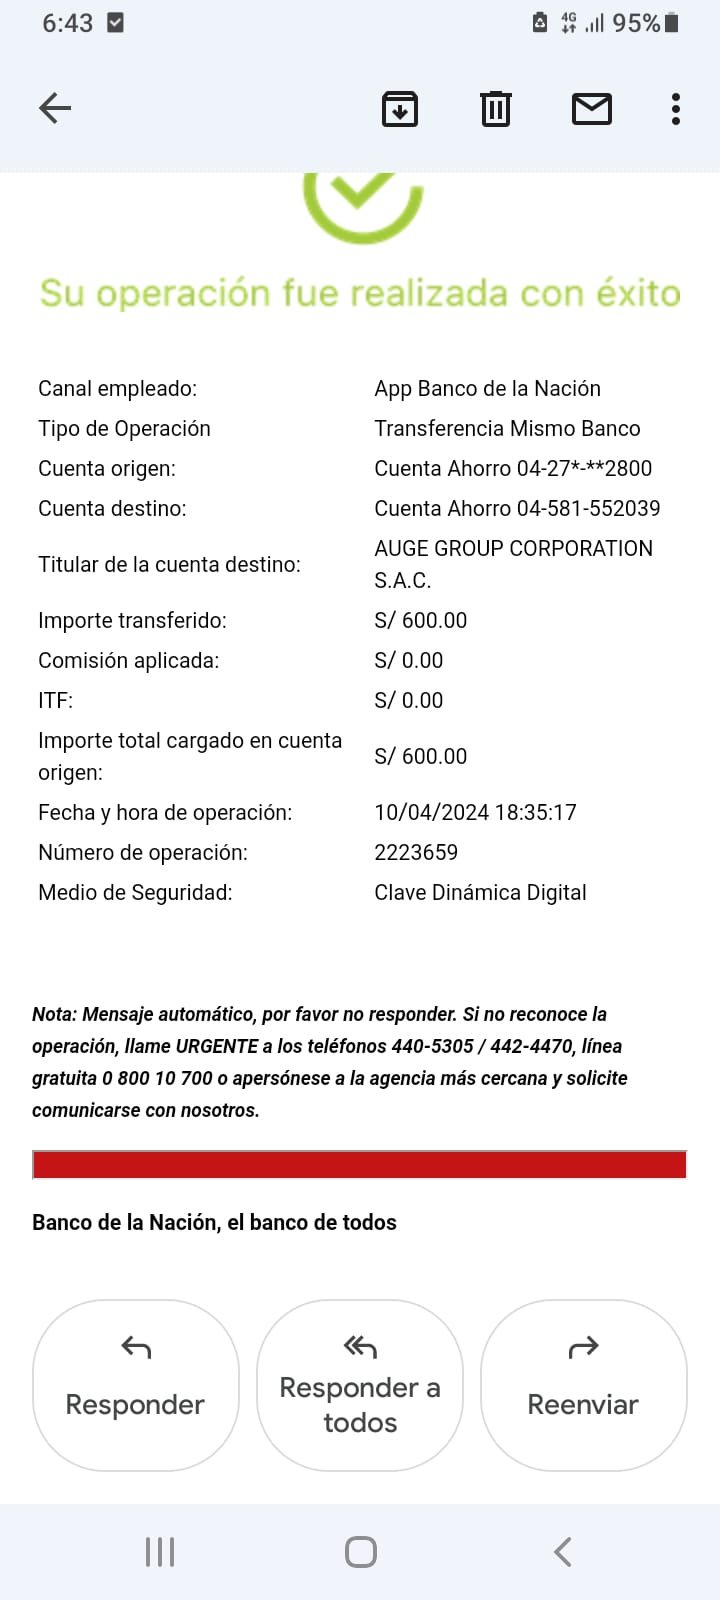 6:43 4G 95%
Su operación fue realizada con éxito
Canal empleado: App Banco de la Nación
Tipo de Operación Transferencia Mismo Banco
Cuenta origen: Cuenta Ahorro 04-27*-**2800
Cuenta destino: Cuenta Ahorro 04-581-552039
Titular de la cuenta destino: AUGE GROUP CORPORATION
S.A.C.
Importe transferido: S/ 600.00
Comisión aplicada: S/ 0.00
ITF: S/ 0.00
Importe total cargado en cuenta
origen: S/ 600.00
Fecha y hora de operación: 10/04/2024 18:35:17
Número de operación: 2223659
Medio de Seguridad: Clave Dinámica Digital
Nota: Mensaje automático, por favor no responder. Si no reconoce la
operación, llame URGENTE a los teléfonos 440-5305 / 442-4470, línea
gratuita 0 800 10 700 o apersónese a la agencia más cercana y solicite
comunicarse con nosotros.
Banco de la Nación, el banco de todos
Responder
Responder a
todos
Reenviar